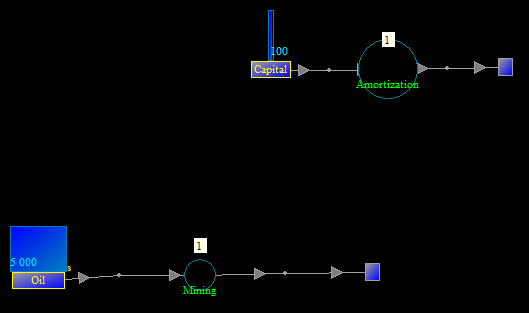 1
100
Capital
Amortization
1
5 000
s
Oil
Mining